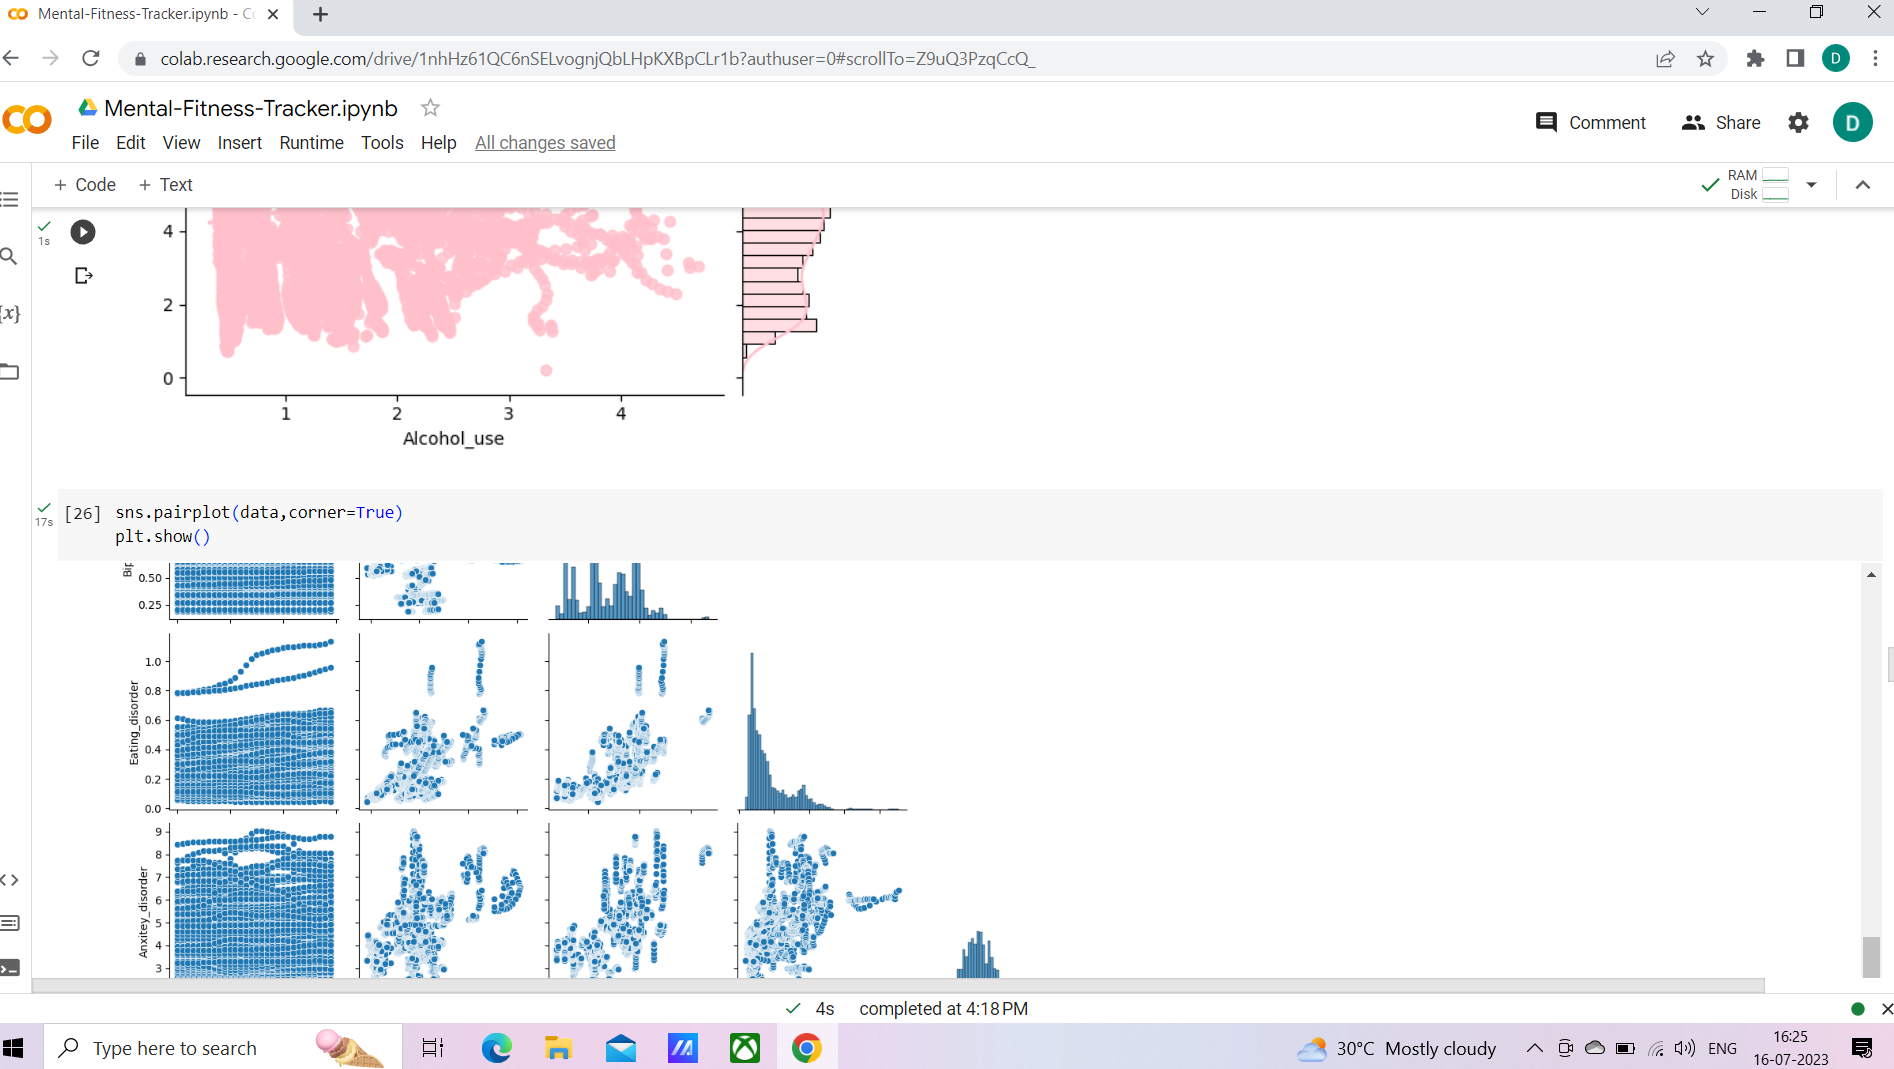 Mental-Fitness-Tracker.ipynb - Co
colab.research.google.com/drive/1nhHz61QC6nSELvognjQbLHpKXBpCLr1b?authuser=0#scrollTo=Z9uQ3PzqCcQ_
D
Mental-Fitness-Tracker.ipynb
File Edit View Insert Runtime Tools Help All changes saved
Comment Share D
+ Code + Text
RAM
Disk
1s
4
2
0
1 2 3 4
Alcohol_use
17s
[26] sns.pairplot(data,corner=True)
plt.show()
Bip
0.50
0.25
Eating_disorder
1.0
0.8
0.6
0.4
0.2
0.0
Anxitey_disorder
9
8
7
6
5
4
3
{x}
4s completed at 4:18 PM
Type here to search
30°C Mostly cloudy
ENG
16:25
16-07-2023